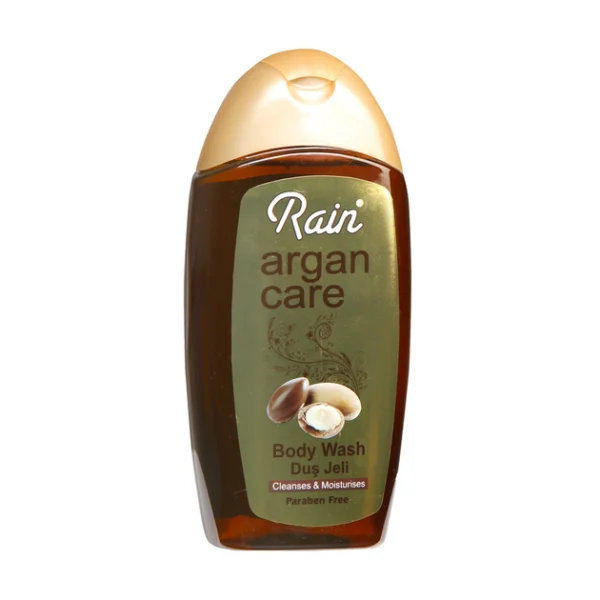 Rain®
argan
care
Body Wash
Duş Jeli
Cleanses & Moisturises
Paraben Free